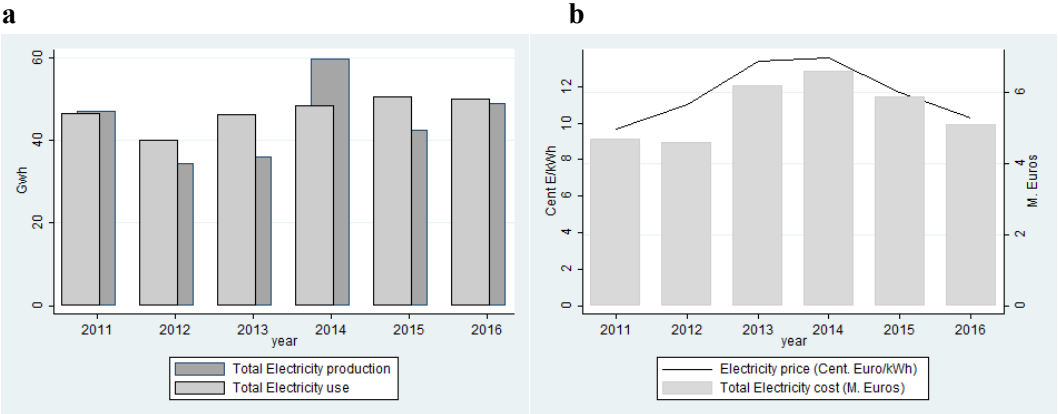 a
60
40
20
0
Gwh
2011 2012 2013 2014 2015 2016
year
Total Electricity production
Total Electricity use
b
12
10
8
6
4
2
0
Cent E/kWh
6
4
2
0
M. Euros
2011 2012 2013 2014 2015 2016
year
Electricity price (Cent. Euro/kWh)
Total Electricity cost (M. Euros)